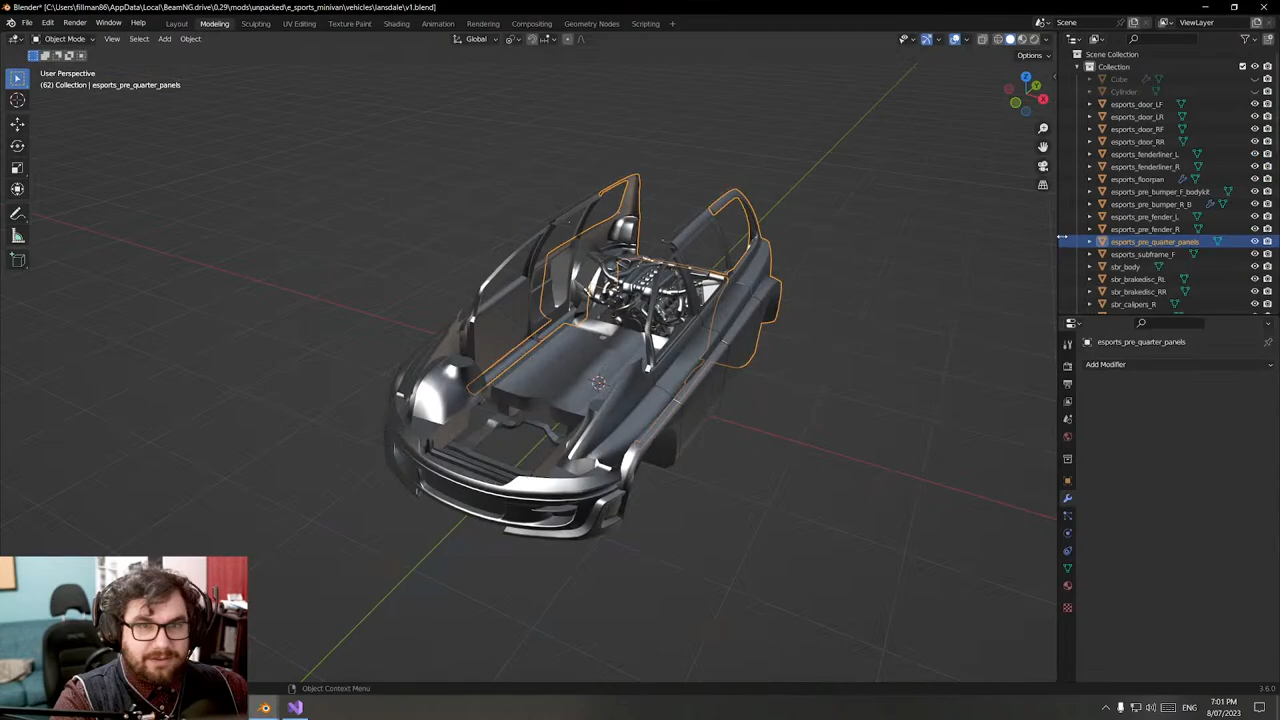 Blender* [C:\Users\fillman86\AppData\Local\BeamNG.drive\0.29\mods\unpacked\e_sports_minivan\vehicles\lansdale\v1.blend]
File Edit Render Window Help Layout Modeling Sculpting UV Editing Texture Paint Shading Animation Rendering Compositing Geometry Nodes Scripting + Scene ViewLayer
Object Mode View Select Add Object Global
Options
User Perspective
(62) Collection | esports_pre_quarter_panels
Z
Y
X
Scene Collection
Collection
Cube
Cylinder
esports_door_LF
esports_door_LR
esports_door_RF
esports_door_RR
esports_fenderliner_L
esports_fenderliner_R
esports_floorpan
esports_pre_bumper_F_bodykit
esports_pre_bumper_R_B
esports_pre_fender_L
esports_pre_fender_R
esports_pre_quarter_panels
esports_subframe_F
sbr_body
sbr_brakedisc_RL
sbr_brakedisc_RR
sbr_calipers_R
esports_pre_quarter_panels
Add Modifier
Object Context Menu
3.6.0
ENG
7:01 PM
8/07/2023